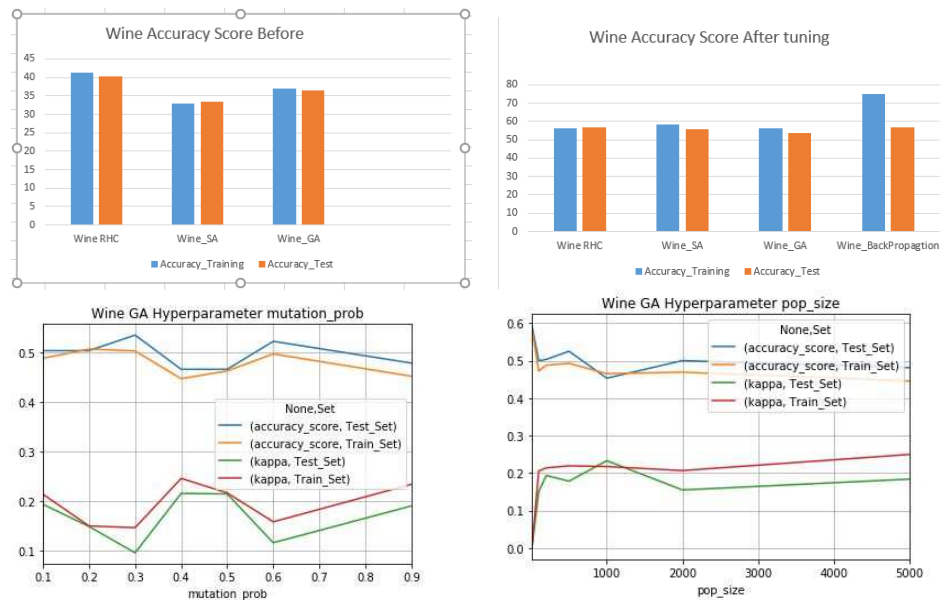 Wine Accuracy Score Before
45
40
35
30
25
20
15
10
5
0
Wine RHC Wine_SA Wine_GA
Accuracy_Training Accuracy_Test
Wine Accuracy Score After tuning
80
70
60
50
40
30
20
10
0
Wine RHC Wine_SA Wine_GA Wine_BackPropagtion
Accuracy_Training Accuracy_Test
Wine GA Hyperparameter mutation_prob
None,Set
(accuracy_score, Test_Set)
(accuracy_score, Train_Set)
(kappa, Test_Set)
(kappa, Train_Set)
0.5
0.4
0.3
0.2
0.1
0.1 0.2 0.3 0.4 0.5 0.6 0.7 0.8 0.9
mutation_prob
Wine GA Hyperparameter pop_size
None,Set
(accuracy_score, Test_Set)
(accuracy_score, Train_Set)
(kappa, Test_Set)
(kappa, Train_Set)
0.6
0.5
0.4
0.3
0.2
0.1
0.0
1000 2000 3000 4000 5000
pop_size